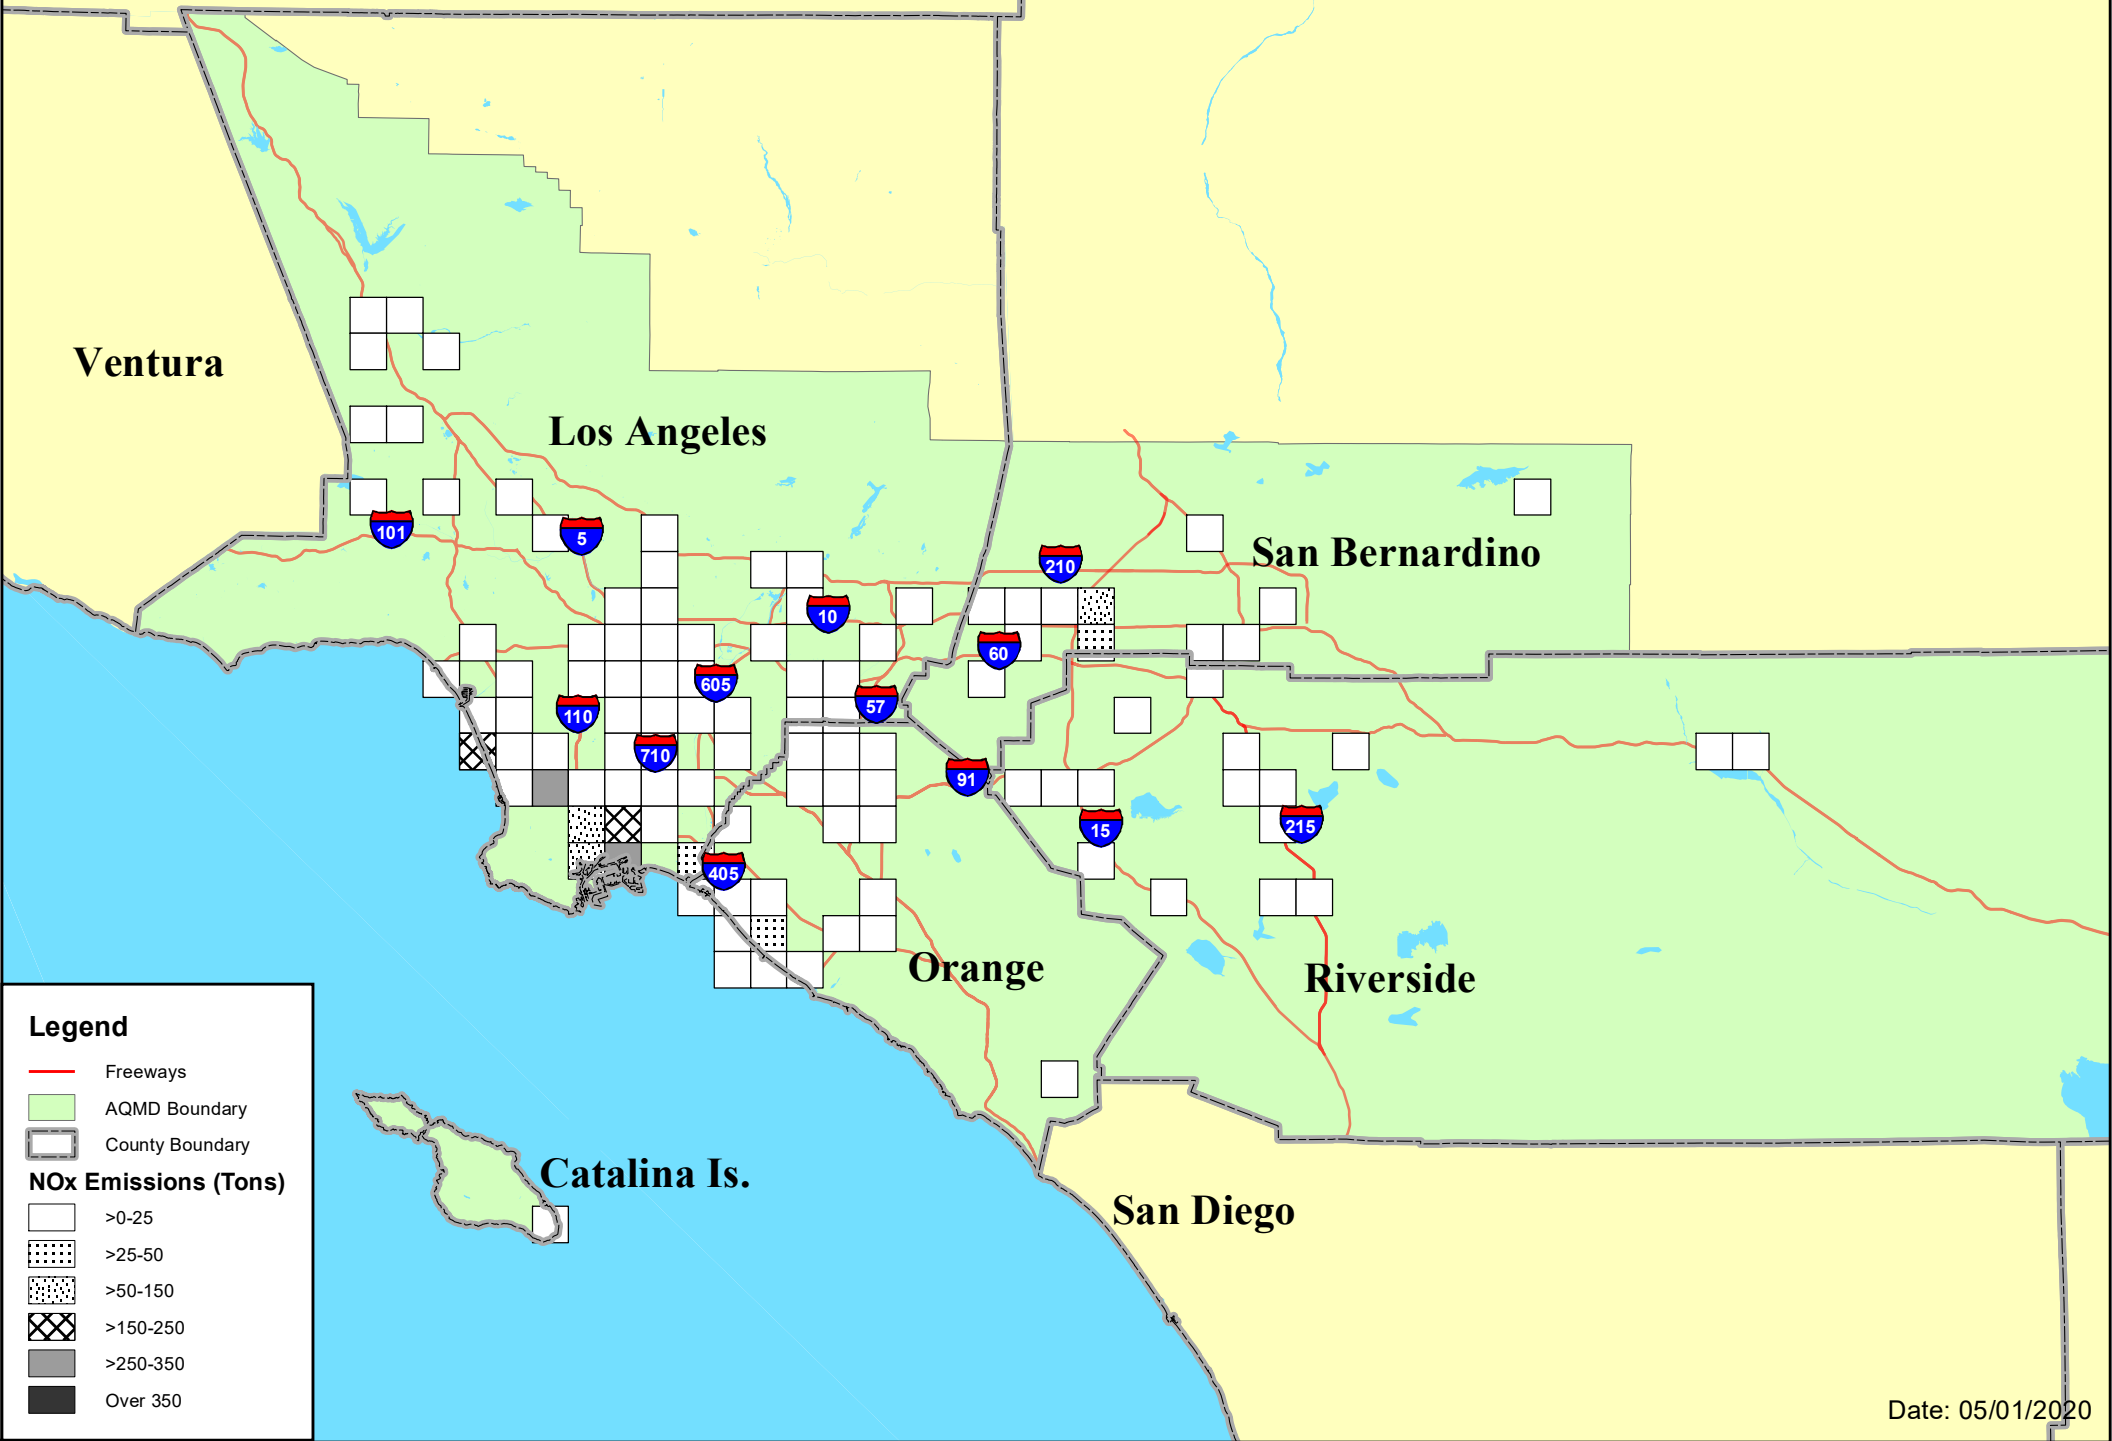 Ventura
Los Angeles
101
5
210
San Bernardino
10
60
605
57
110
710
91
15
215
405
Orange
Riverside
Catalina Is.
San Diego
Legend
Freeways
AQMD Boundary
County Boundary
NOx Emissions (Tons)
>0-25
>25-50
>50-150
>150-250
>250-350
Over 350
Date: 05/01/2020